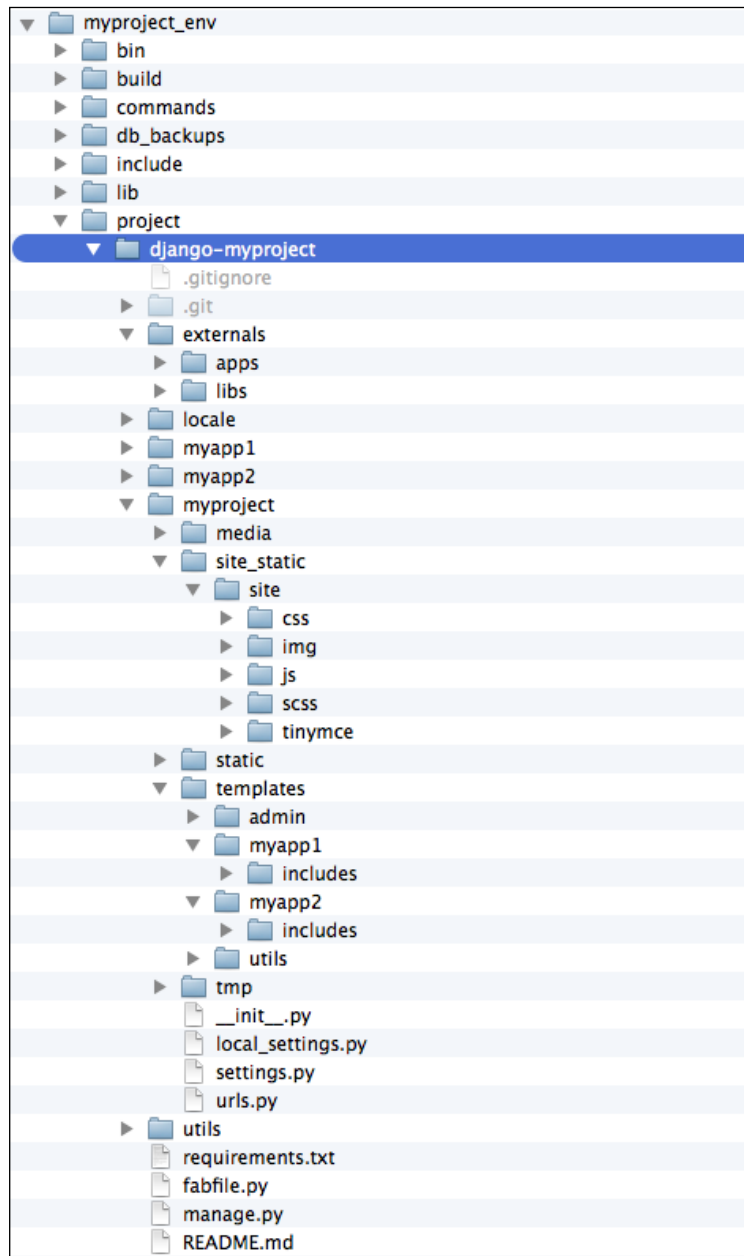 myproject_env
bin
build
commands
db_backups
include
lib
project
django-myproject
.gitignore
.git
externals
apps
libs
locale
myapp1
myapp2
myproject
media
site_static
site
css
img
js
scss
tinymce
static
templates
admin
myapp1
includes
myapp2
includes
utils
tmp
__init__.py
local_settings.py
settings.py
urls.py
utils
requirements.txt
fabfile.py
manage.py
README.md